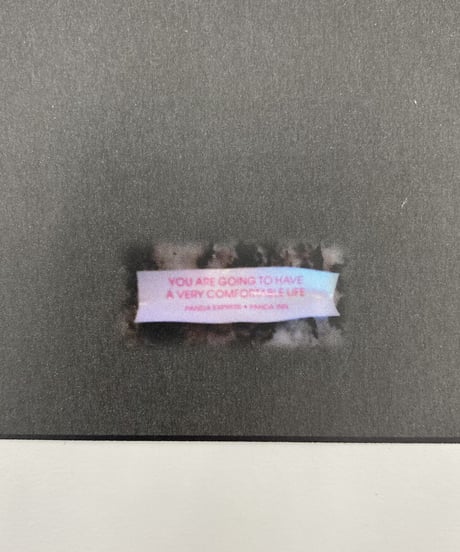 YOU ARE GOING TO HAVE
A VERY COMFORTABLE LIFE
PANDA EXPRESS • PANDA INN